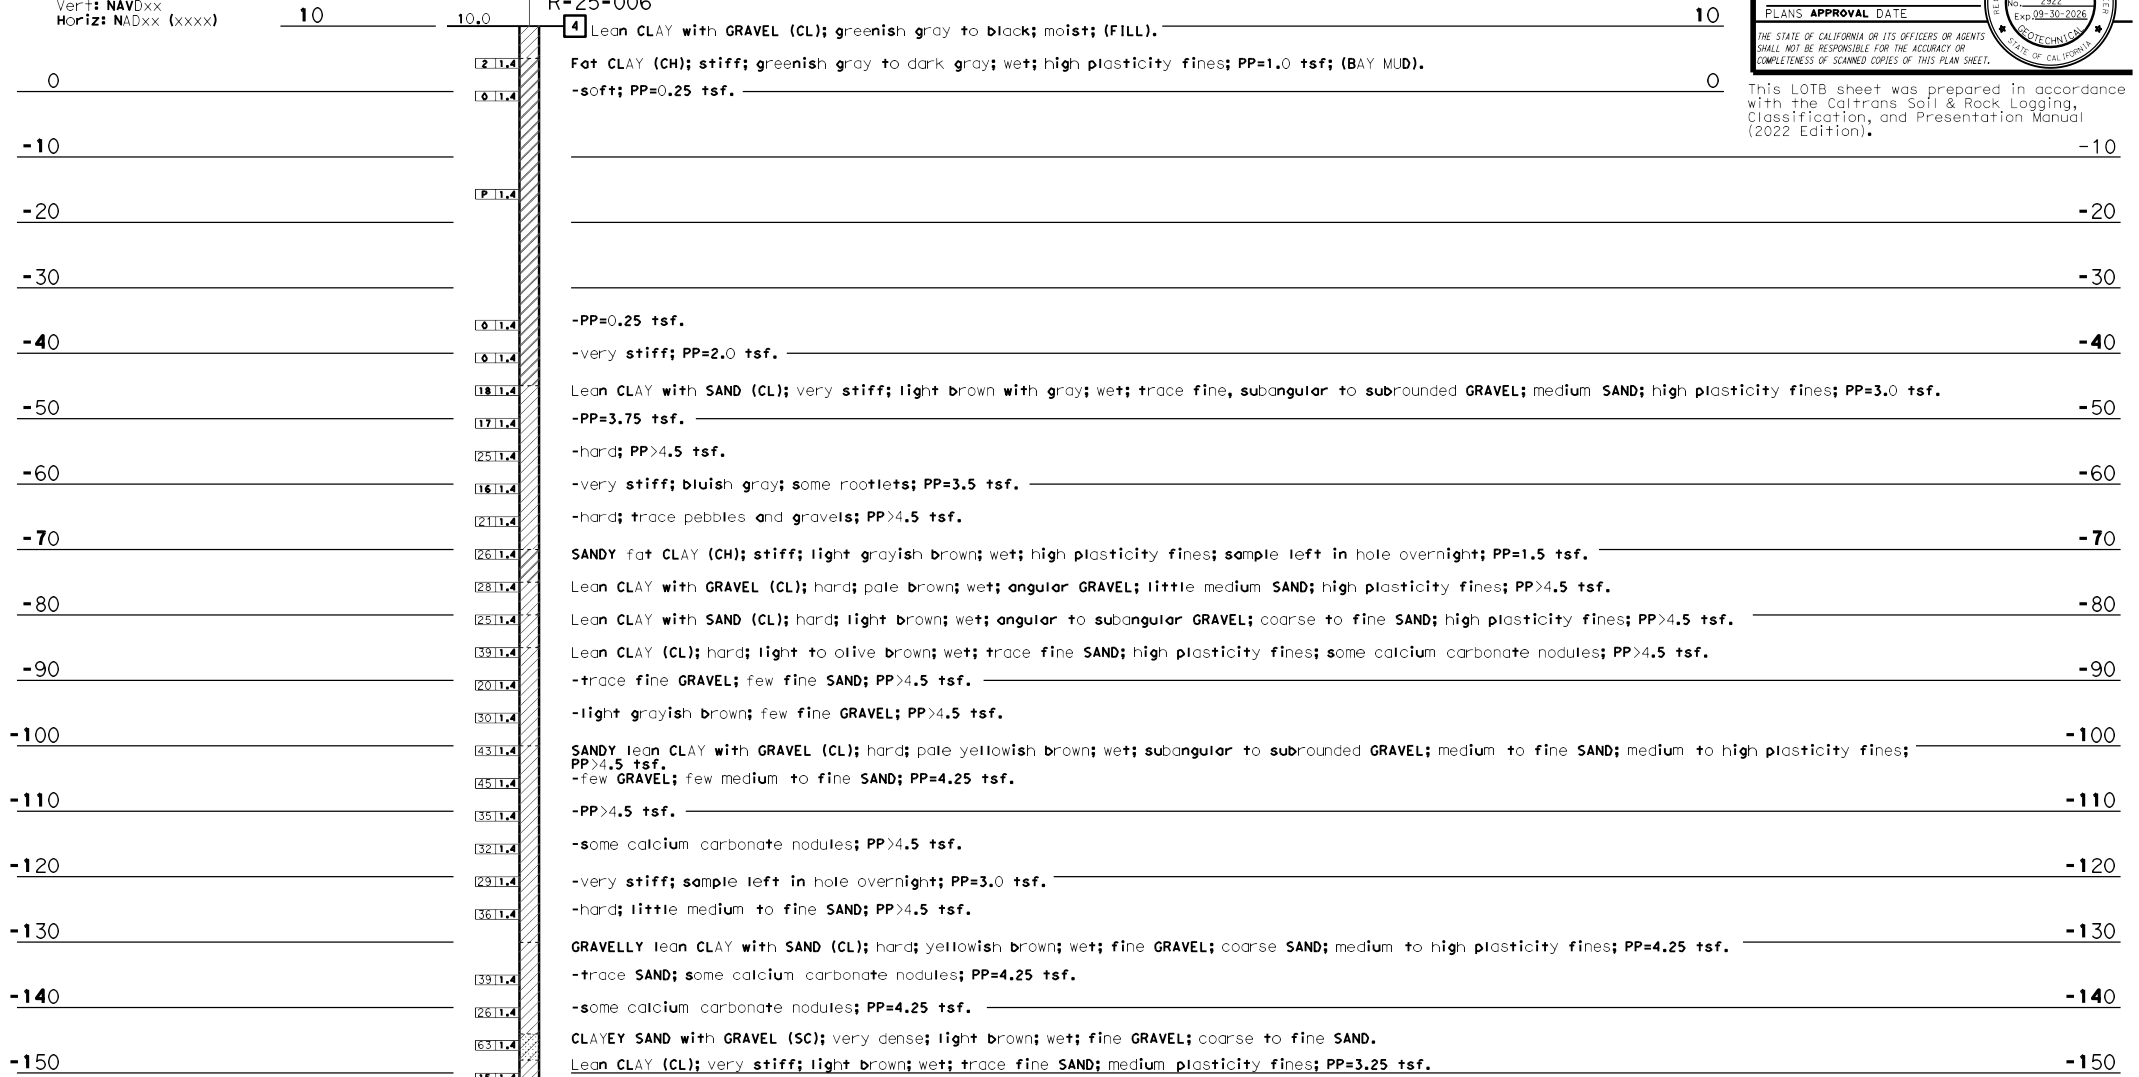 Vert: NAVDxx
Horiz: NADxx (xxxx)
10
10.0
R-25-006
10
4
Lean CLAY with GRAVEL (CL); greenish gray to black; moist; (FILL).
No. 2922
Exp. 09-30-2026
GEOTECHNICAL
STATE OF CALIFORNIA
PLANS APPROVAL DATE
THE STATE OF CALIFORNIA OR ITS OFFICERS OR AGENTS
SHALL NOT BE RESPONSIBLE FOR THE ACCURACY OR
COMPLETENESS OF SCANNED COPIES OF THIS PLAN SHEET.
2 1.4
Fat CLAY (CH); stiff; greenish gray to dark gray; wet; high plasticity fines; PP=1.0 tsf; (BAY MUD).
0
0 1.4
-soft; PP=0.25 tsf.
0
This LOTB sheet was prepared in accordance
with the Caltrans Soil & Rock Logging,
Classification, and Presentation Manual
(2022 Edition).
-10
-10
P 1.4
-20
-20
-30
-30
0 1.4
-PP=0.25 tsf.
-40
0 1.4
-very stiff; PP=2.0 tsf.
-40
18 1.4
Lean CLAY with SAND (CL); very stiff; light brown with gray; wet; trace fine, subangular to subrounded GRAVEL; medium SAND; high plasticity fines; PP=3.0 tsf.
-50
17 1.4
-PP=3.75 tsf.
-50
25 1.4
-hard; PP>4.5 tsf.
-60
16 1.4
-very stiff; bluish gray; some rootlets; PP=3.5 tsf.
-60
21 1.4
-hard; trace pebbles and gravels; PP>4.5 tsf.
-70
26 1.4
SANDY fat CLAY (CH); stiff; light grayish brown; wet; high plasticity fines; sample left in hole overnight; PP=1.5 tsf.
-70
28 1.4
Lean CLAY with GRAVEL (CL); hard; pale brown; wet; angular GRAVEL; little medium SAND; high plasticity fines; PP>4.5 tsf.
-80
25 1.4
Lean CLAY with SAND (CL); hard; light brown; wet; angular to subangular GRAVEL; coarse to fine SAND; high plasticity fines; PP>4.5 tsf.
-80
39 1.4
Lean CLAY (CL); hard; light to olive brown; wet; trace fine SAND; high plasticity fines; some calcium carbonate nodules; PP>4.5 tsf.
-90
20 1.4
-trace fine GRAVEL; few fine SAND; PP>4.5 tsf.
-90
30 1.4
-light grayish brown; few fine GRAVEL; PP>4.5 tsf.
-100
43 1.4
SANDY lean CLAY with GRAVEL (CL); hard; pale yellowish brown; wet; subangular to subrounded GRAVEL; medium to fine SAND; medium to high plasticity fines;
PP>4.5 tsf.
-100
45 1.4
-few GRAVEL; few medium to fine SAND; PP=4.25 tsf.
-110
35 1.4
-PP>4.5 tsf.
-110
32 1.4
-some calcium carbonate nodules; PP>4.5 tsf.
-120
29 1.4
-very stiff; sample left in hole overnight; PP=3.0 tsf.
-120
36 1.4
-hard; little medium to fine SAND; PP>4.5 tsf.
-130
GRAVELLY lean CLAY with SAND (CL); hard; yellowish brown; wet; fine GRAVEL; coarse SAND; medium to high plasticity fines; PP=4.25 tsf.
-130
39 1.4
-trace SAND; some calcium carbonate nodules; PP=4.25 tsf.
-140
26 1.4
-some calcium carbonate nodules; PP=4.25 tsf.
-140
63 1.4
CLAYEY SAND with GRAVEL (SC); very dense; light brown; wet; fine GRAVEL; coarse to fine SAND.
-150
Lean CLAY (CL); very stiff; light brown; wet; trace fine SAND; medium plasticity fines; PP=3.25 tsf.
-150